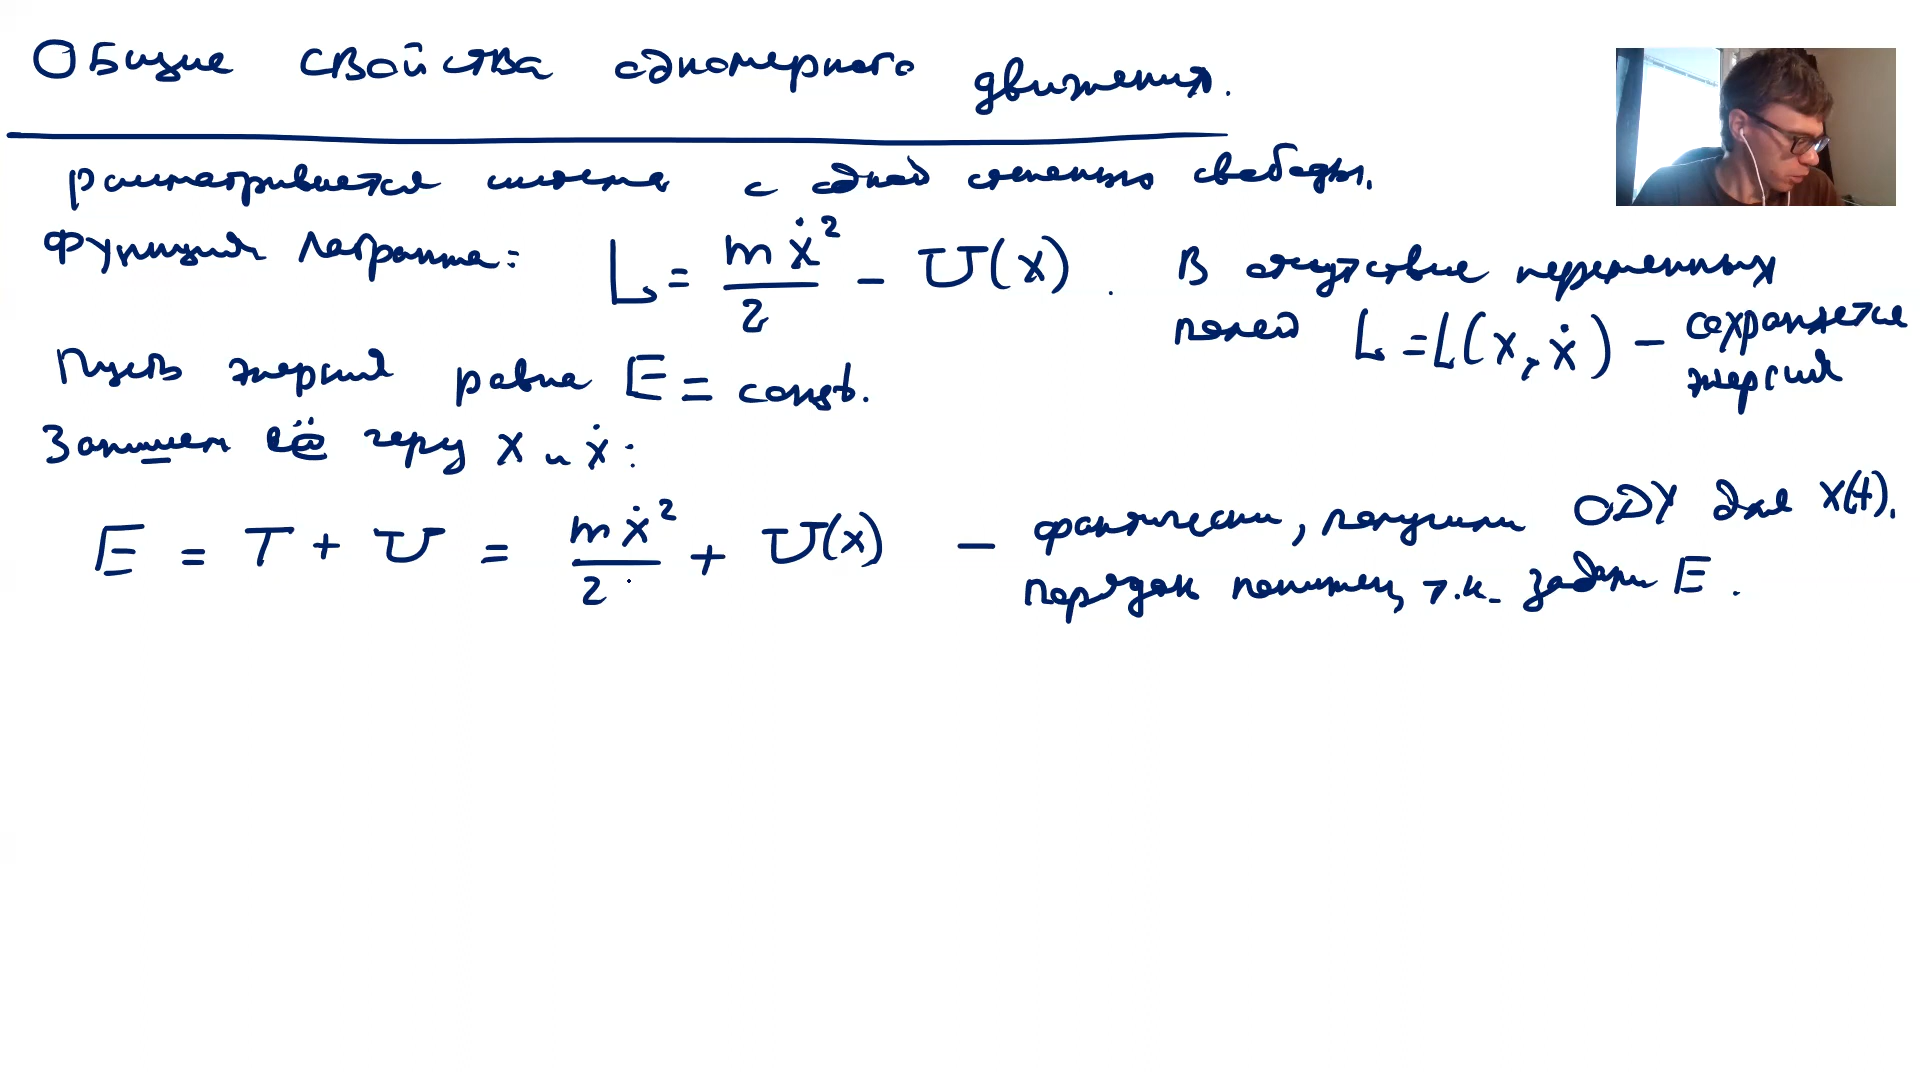 Общие свойства одномерного движения.
рассматривается система с одной степенью свободы.
Функция Лагранжа: L = mẋ²/2 - U(x).
В отсутствие переменных
полей L = L(x, ẋ) - сохраняется
энергия
Пусть энергия равна E = const.
Запишем её через x и ẋ:
E = T + U = mẋ²/2 + U(x) - фактически, получили ОДУ для x(t).
порядок понижен, т.к. задали E.